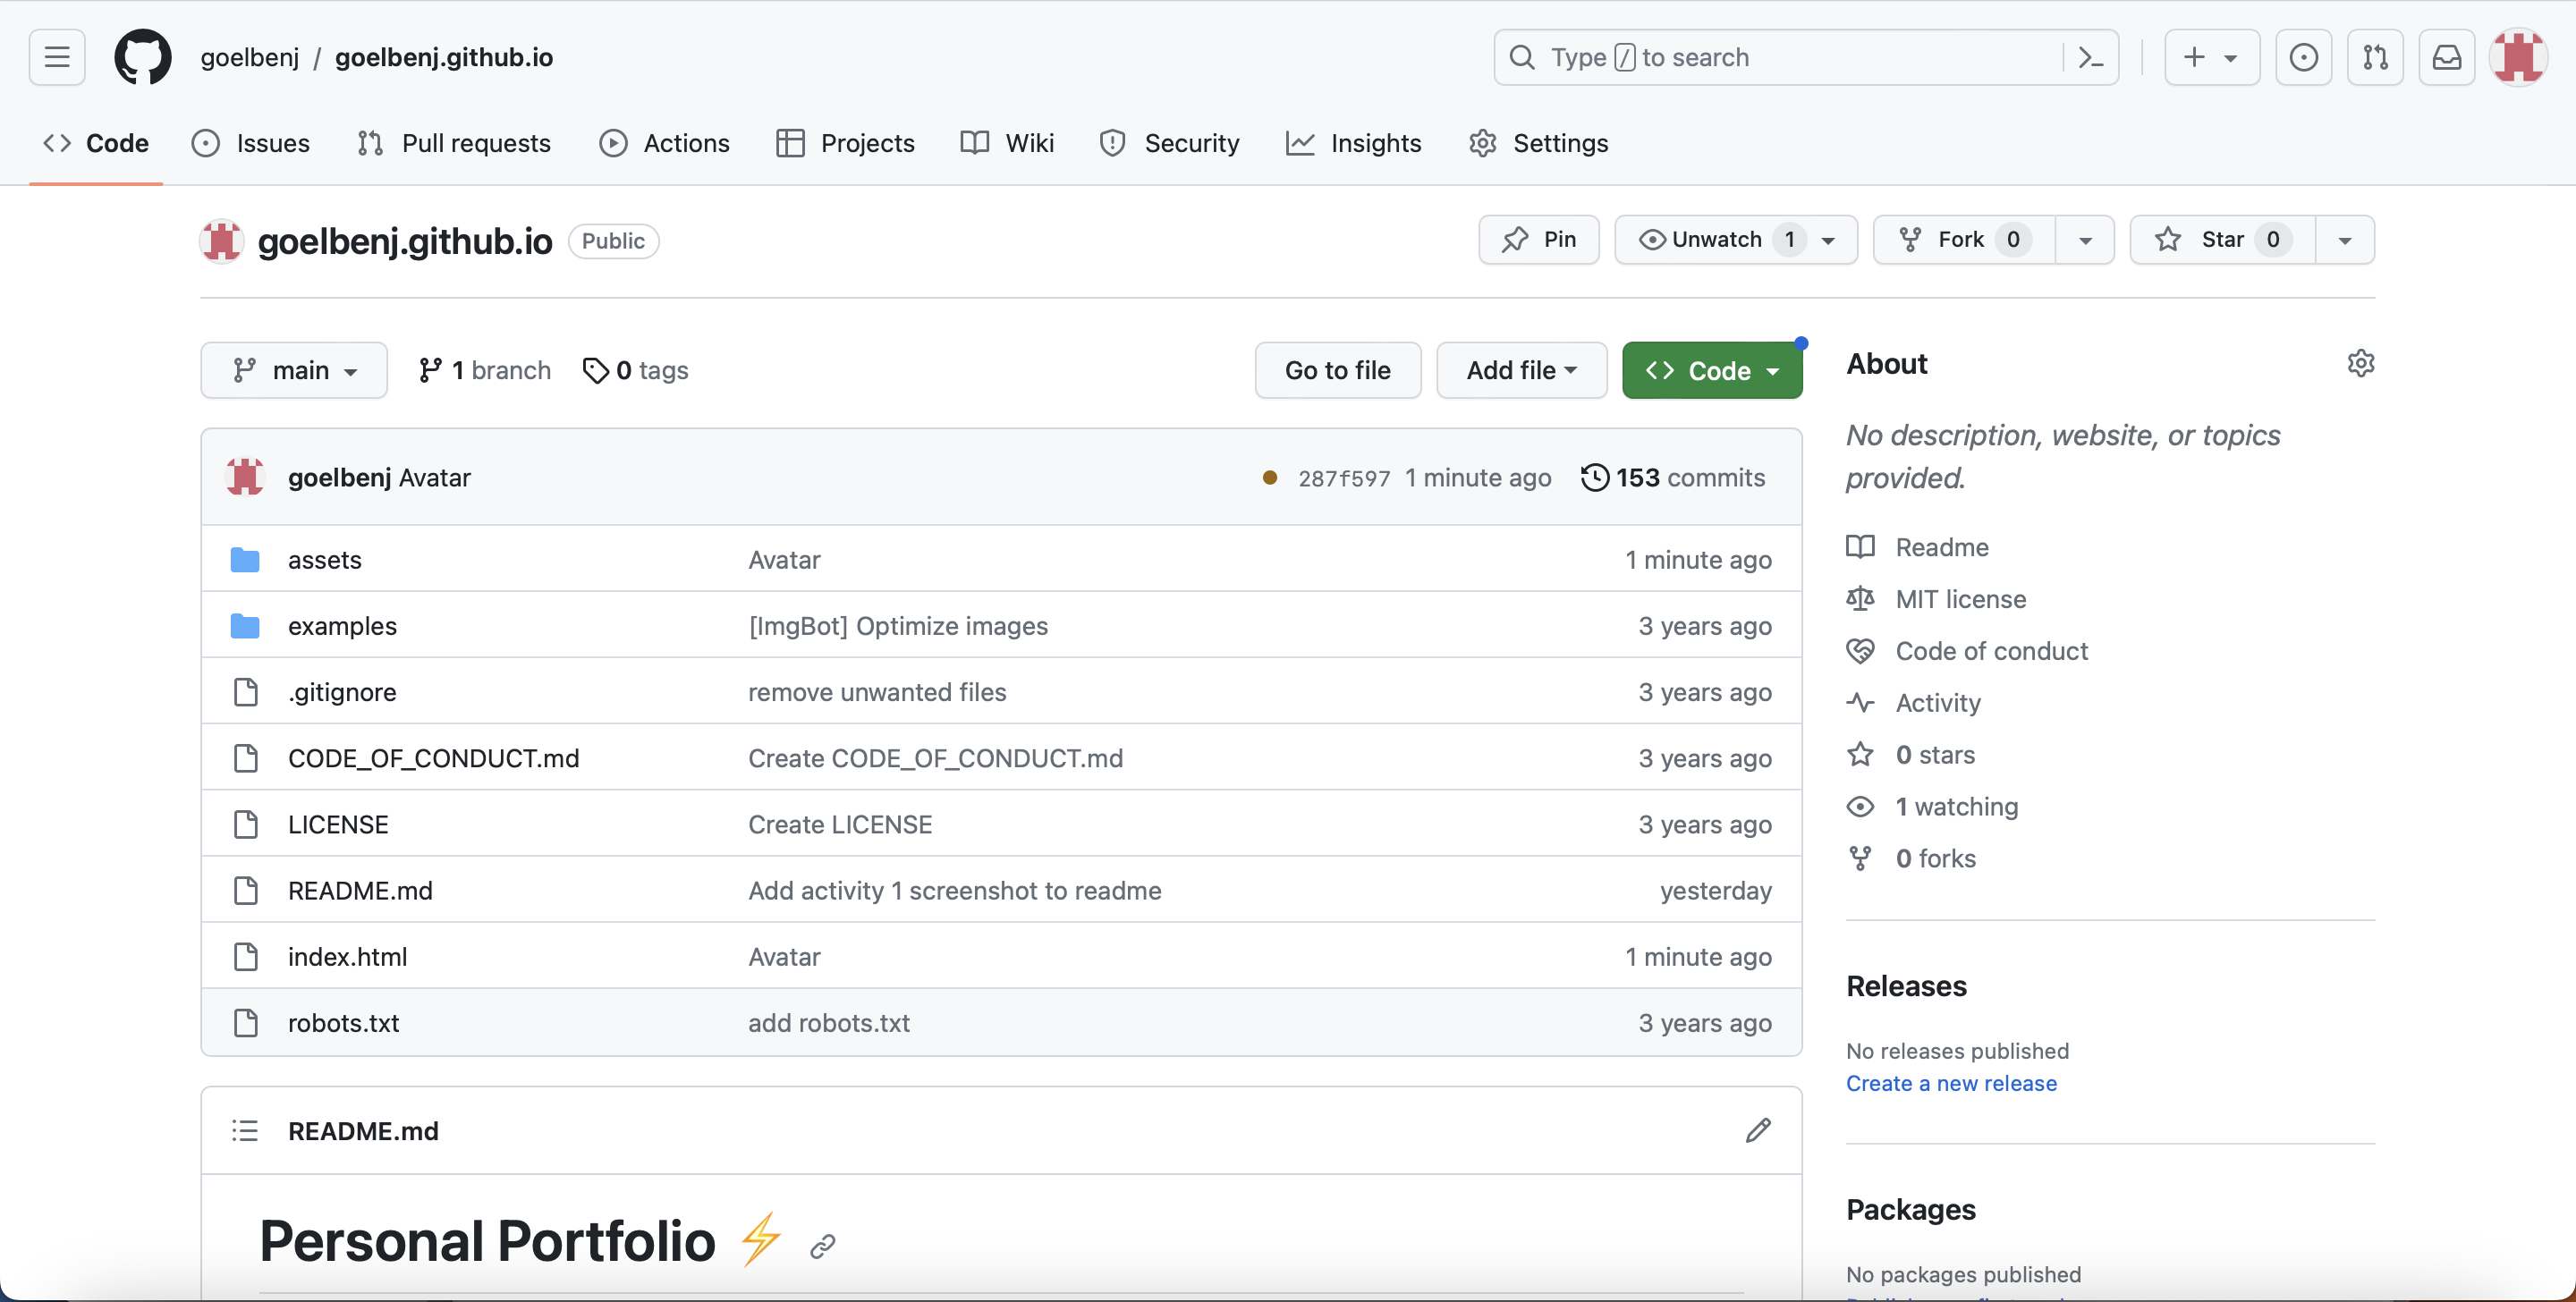 goelbenj / goelbenj.github.io
Type / to search
Code Issues Pull requests Actions Projects Wiki Security Insights Settings
goelbenj.github.io Public
Pin Unwatch 1 Fork 0 Star 0
main 1 branch 0 tags
Go to file Add file Code
goelbenj Avatar 287f597 1 minute ago 153 commits
assets Avatar 1 minute ago
examples [ImgBot] Optimize images 3 years ago
.gitignore remove unwanted files 3 years ago
CODE_OF_CONDUCT.md Create CODE_OF_CONDUCT.md 3 years ago
LICENSE Create LICENSE 3 years ago
README.md Add activity 1 screenshot to readme yesterday
index.html Avatar 1 minute ago
robots.txt add robots.txt 3 years ago
README.md
Personal Portfolio ⚡
About
No description, website, or topics
provided.
Readme
MIT license
Code of conduct
Activity
0 stars
1 watching
0 forks
Releases
No releases published
Create a new release
Packages
No packages published